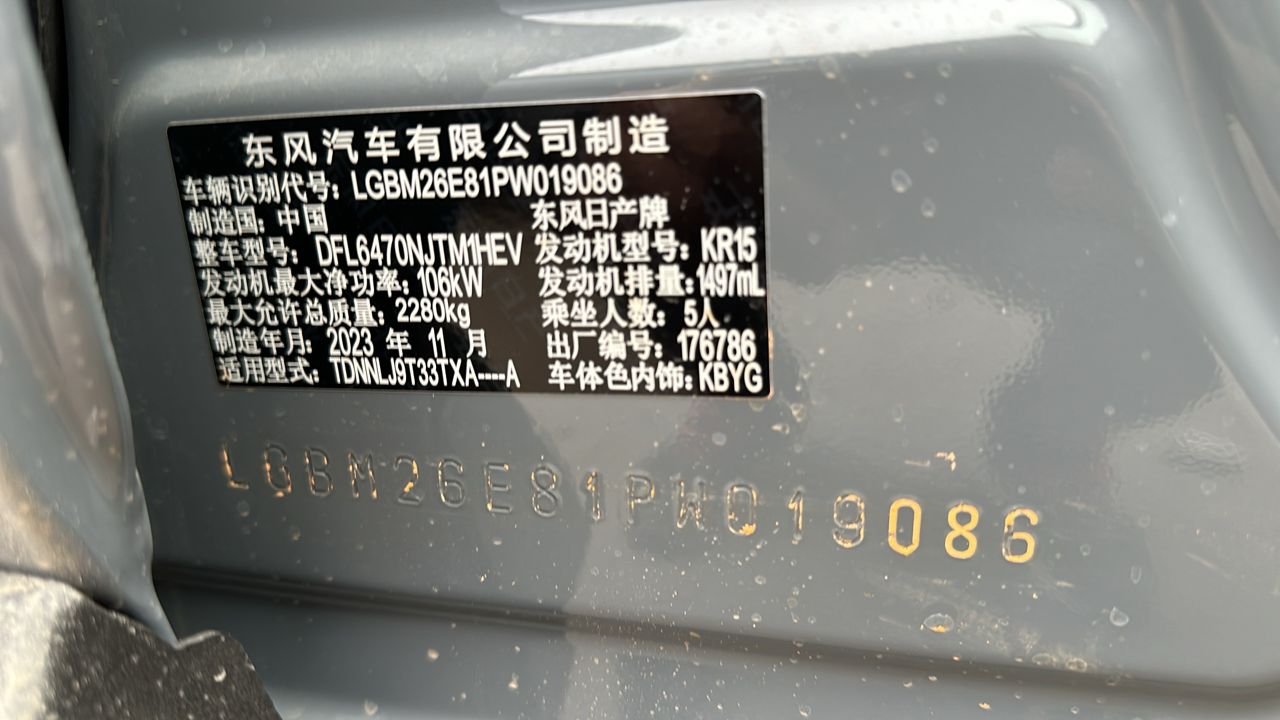 东风汽车有限公司制造
车辆识别代号: LGBM26E81PW019086
制造国: 中国 东风日产牌
整车型号: DFL6470NJTM1HEV 发动机型号: KR15
发动机最大净功率: 106kW 发动机排量: 1497mL
最大允许总质量: 2280kg 乘坐人数: 5人
制造年月: 2023 年 11 月 出厂编号: 176786
适用型式: TDNNLJ9T33TXA----A 车体色内饰: KBYG
LGBM26E81PW019086